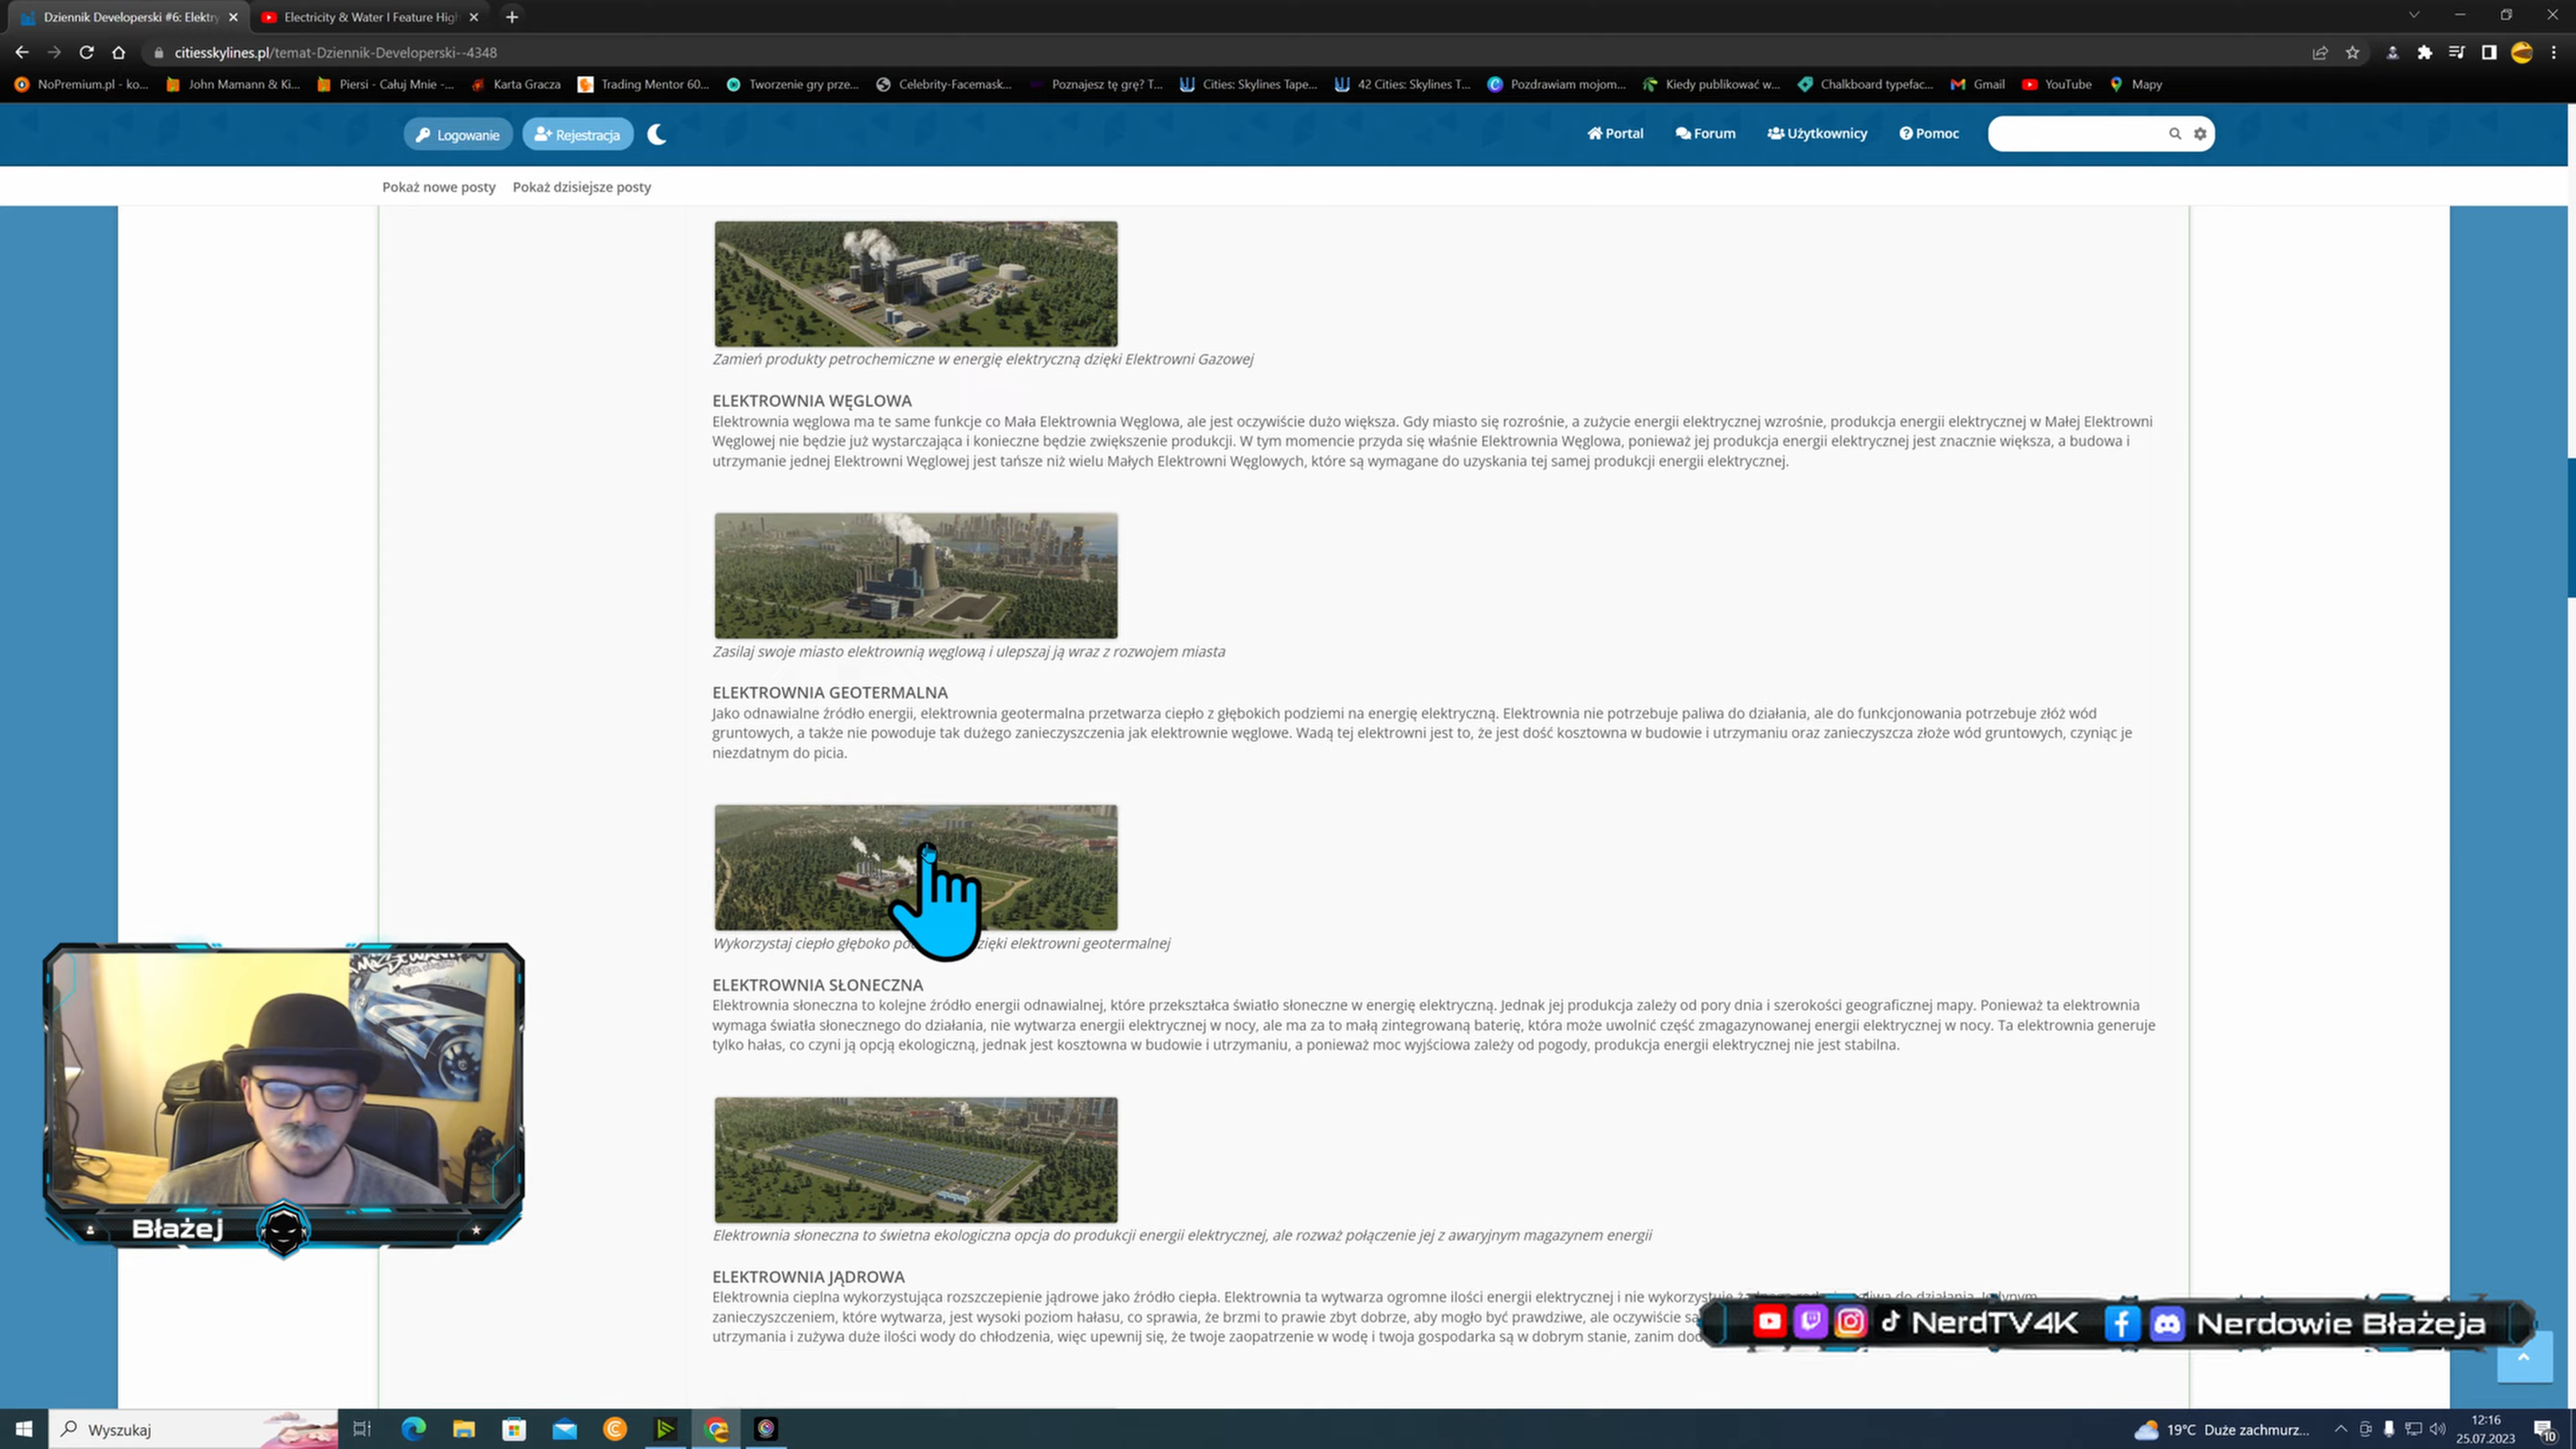 Dziennik Developerski #6: Elektry
Electricity & Water I Feature High
citiesskylines.pl/temat-Dziennik-Developerski--4348
NoPremium.pl - ko...
John Mamann & Ki...
Piersi - Całuj Mnie -...
Karta Gracza
Trading Mentor 60...
Tworzenie gry prze...
Celebrity-Facemask...
Poznajesz tę grę? T...
Cities: Skylines Tape...
42 Cities: Skylines T...
Pozdrawiam mojom...
Kiedy publikować w...
Chalkboard typefac...
Gmail
YouTube
Mapy
Logowanie
Rejestracja
Portal
Forum
Użytkownicy
Pomoc
Pokaż nowe posty
Pokaż dzisiejsze posty
Zamień produkty petrochemiczne w energię elektryczną dzięki Elektrowni Gazowej
ELEKTROWNIA WĘGLOWA
Elektrownia węglowa ma te same funkcje co Mała Elektrownia Węglowa, ale jest oczywiście dużo większa. Gdy miasto się rozrośnie, a zużycie energii elektrycznej wzrośnie, produkcja energii elektrycznej w Małej Elektrowni
Węglowej nie będzie już wystarczająca i konieczne będzie zwiększenie produkcji. W tym momencie przyda się właśnie Elektrownia Węglowa, ponieważ jej produkcja energii elektrycznej jest znacznie większa, a budowa i
utrzymanie jednej Elektrowni Węglowej jest tańsze niż wielu Małych Elektrowni Węglowych, które są wymagane do uzyskania tej samej produkcji energii elektrycznej.
Zasilaj swoje miasto elektrownią węglową i ulepszaj ją wraz z rozwojem miasta
ELEKTROWNIA GEOTERMALNA
Jako odnawialne źródło energii, elektrownia geotermalna przetwarza ciepło z głębokich podziemi na energię elektryczną. Elektrownia nie potrzebuje paliwa do działania, ale do funkcjonowania potrzebuje złóż wód
gruntowych, a także nie powoduje tak dużego zanieczyszczenia jak elektrownie węglowe. Wadą tej elektrowni jest to, że jest dość kosztowna w budowie i utrzymaniu oraz zanieczyszcza złoże wód gruntowych, czyniąc je
niezdatnym do picia.
Wykorzystaj ciepło głęboko elektrowni geotermalnej
ELEKTROWNIA SŁONECZNA
Elektrownia słoneczna to kolejne źródło energii odnawialnej, które przekształca światło słoneczne w energię elektryczną. Jednak jej produkcja zależy od pory dnia i szerokości geograficznej mapy. Ponieważ ta elektrownia
wymaga światła słonecznego do działania, nie wytwarza energii elektrycznej w nocy, ale ma za to małą zintegrowaną baterię, która może uwolnić część zmagazynowanej energii elektrycznej w nocy. Ta elektrownia generuje
tylko hałas, co czyni ją opcją ekologiczną, jednak jest kosztowna w budowie i utrzymaniu, a ponieważ moc wyjściowa zależy od pogody, produkcja energii elektrycznej nie jest stabilna.
Elektrownia słoneczna to świetna ekologiczna opcja do produkcji energii elektrycznej, ale rozważ połączenie jej z awaryjnym magazynem energii
ELEKTROWNIA JĄDROWA
Elektrownia cieplna wykorzystująca rozszczepienie jądrowe jako źródło ciepła. Elektrownia ta wytwarza ogromne ilości energii elektrycznej i nie wykorzystuje do działania. Jedynym
zanieczyszczeniem, które wytwarza, jest wysoki poziom hałasu, co sprawia, że brzmi to prawie zbyt dobrze, aby mogło być prawdziwe, ale oczywiście
utrzymania i zużywa duże ilości wody do chłodzenia, więc upewnij się, że twoje zaopatrzenie w wodę i twoja gospodarka są w dobrym stanie, zanim
Błażej
NerdTV4K
Nerdowie Błażeja
Wyszukaj
19°C Duże zachmurz...
12:16
25.07.2023
10